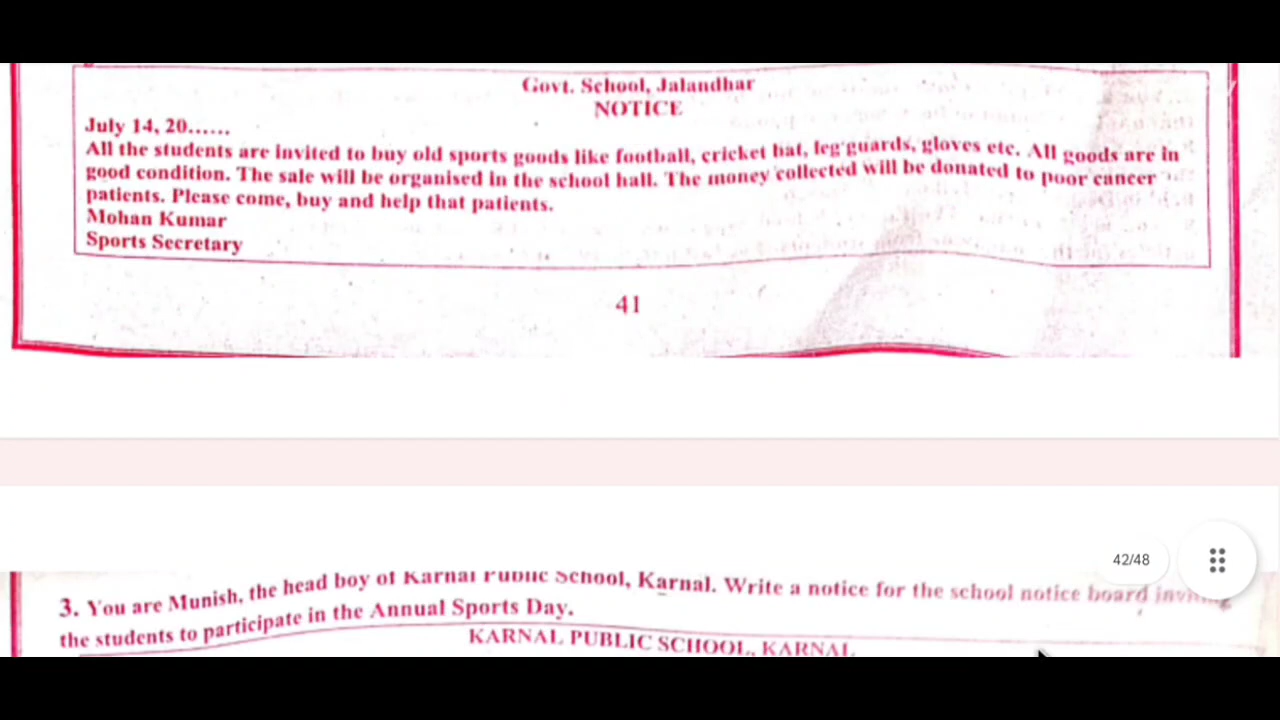 Govt. School, Jalandhar
NOTICE
July 14, 20......
All the students are invited to buy old sports goods like football, cricket bat, leg guards, gloves etc. All goods are in
good condition. The sale will be organised in the school hall. The money collected will be donated to poor cancer
patients. Please come, buy and help that patients.
Mohan Kumar
Sports Secretary
41
42/48
3. You are Munish, the head boy of Karnal Public School, Karnal. Write a notice for the school notice board inviting
the students to participate in the Annual Sports Day.
KARNAL PUBLIC SCHOOL, KARNAL